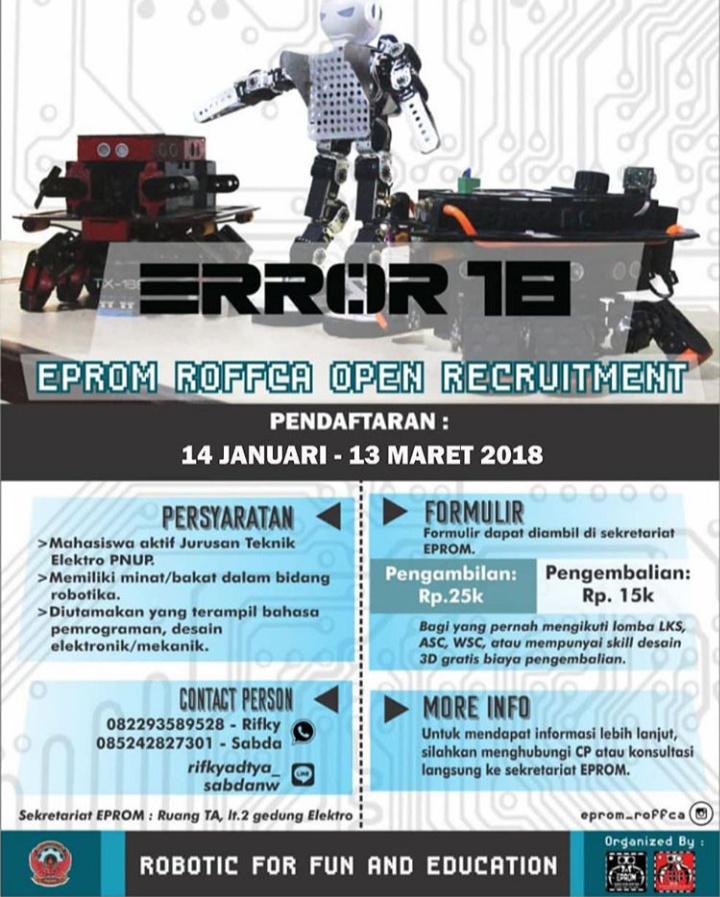 ERROR 18
EPROM ROFFCA OPEN RECRUITMENT
PENDAFTARAN :
14 JANUARI - 13 MARET 2018
PERSYARATAN
>Mahasiswa aktif Jurusan Teknik
Elektro PNUP.
>Memiliki minat/bakat dalam bidang
robotika.
>Diutamakan yang terampil bahasa
pemrograman, desain
elektronik/mekanik.
FORMULIR
Formulir dapat diambil di sekretariat
EPROM.
Pengambilan:
Rp.25k
Pengembalian:
Rp. 15k
Bagi yang pernah mengikuti lomba LKS,
ASC, WSC, atau mempunyai skill desain
3D gratis biaya pengembalian.
CONTACT PERSON
082293589528 - Rifky
085242827301 - Sabda
rifkyadtya_
sabdanw
LINE
MORE INFO
Untuk mendapat informasi lebih lanjut,
silahkan menghubungi CP atau konsultasi
langsung ke sekretariat EPROM.
Sekretariat EPROM : Ruang TA, lt.2 gedung Elektro
eprom_roffca
ROBOTIC FOR FUN AND EDUCATION
Organized By :
EPROM